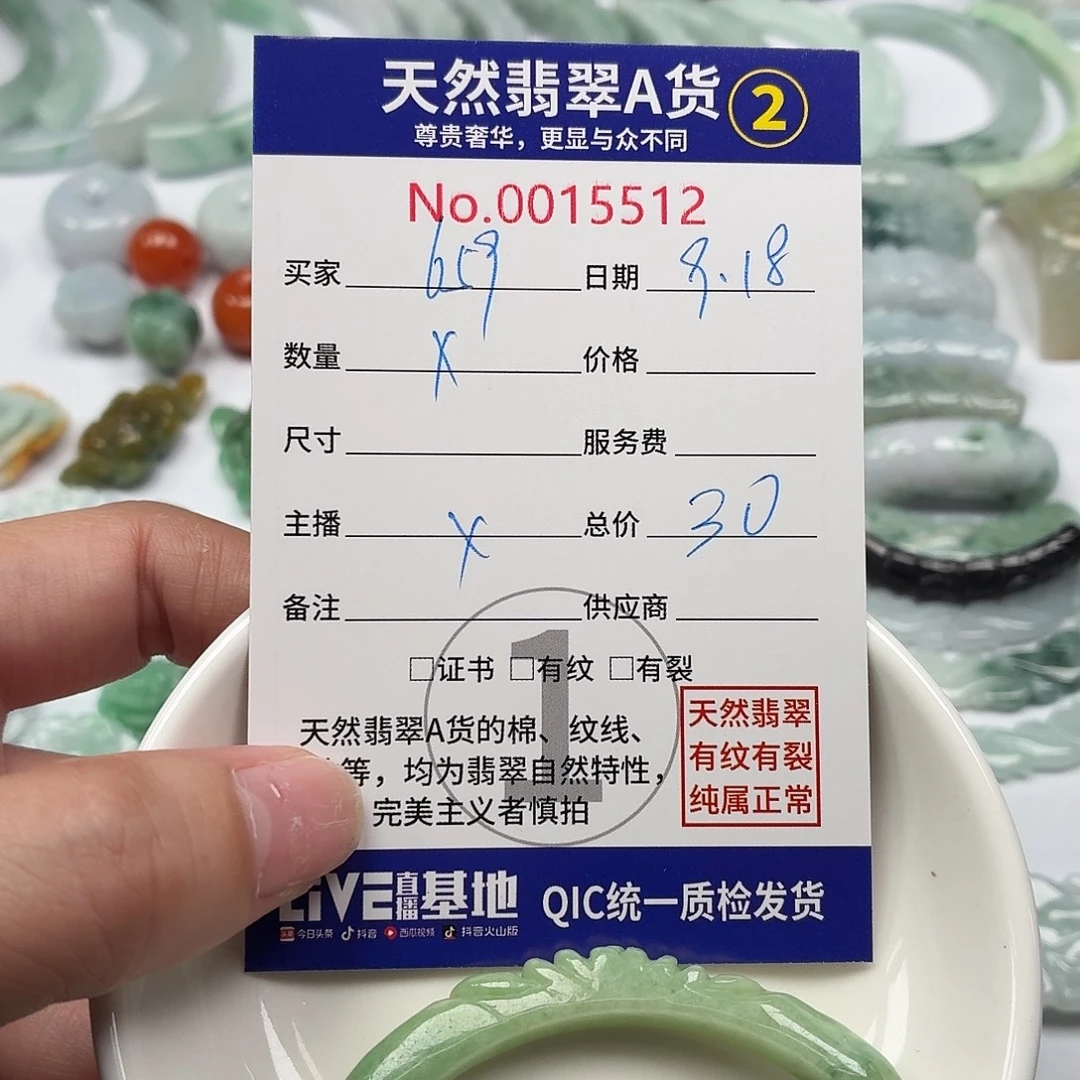 天然翡翠A货 2
尊贵奢华，更显与众不同
No.0015512
买家 659 日期 9.18
数量 X 价格
尺寸 服务费
主播 X 总价 30
备注 供应商
□证书 □有纹 □有裂
1
天然翡翠A货的棉、纹线、
等，均为翡翠自然特性，
完美主义者慎拍
天然翡翠
有纹有裂
纯属正常
LIVE直播基地 QIC统一质检发货
头条 今日头条 抖音 西瓜视频 抖音火山版